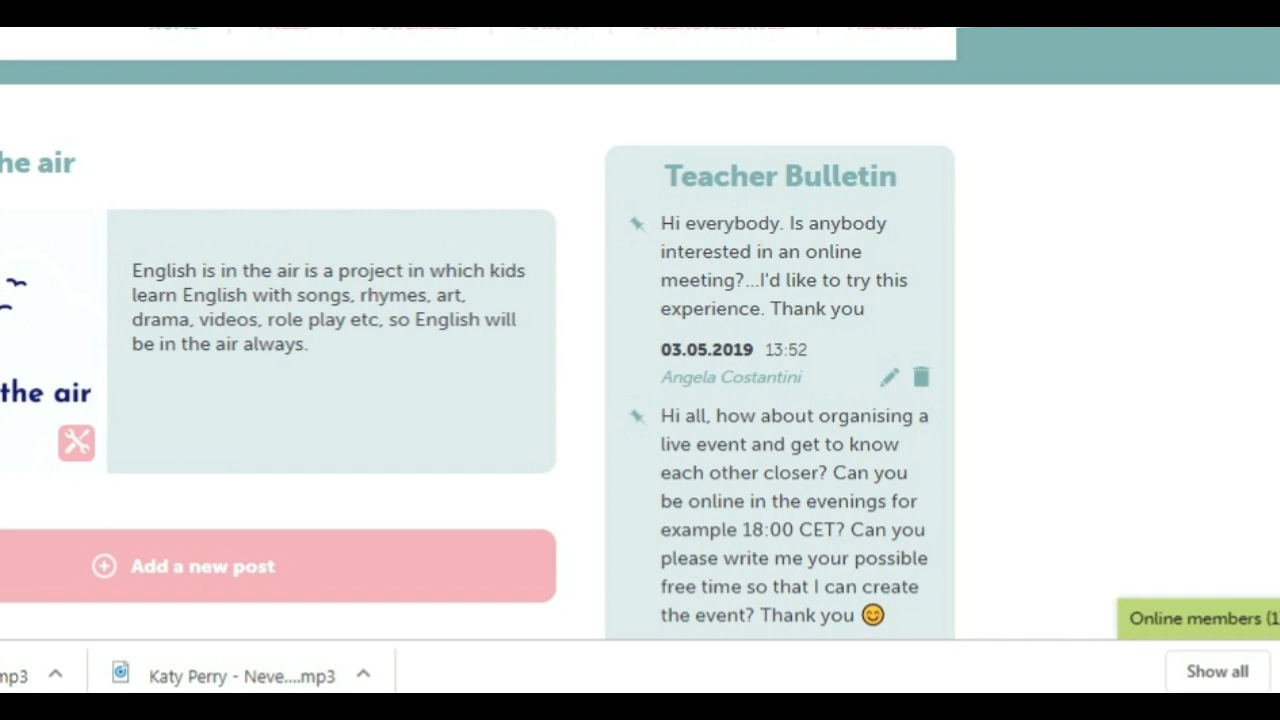 he air
the air
English is in the air is a project in which kids
learn English with songs, rhymes, art,
drama, videos, role play etc, so English will
be in the air always.
Add a new post
Teacher Bulletin
Hi everybody. Is anybody
interested in an online
meeting?...I'd like to try this
experience. Thank you
03.05.2019 13:52
Angela Costantini
Hi all, how about organising a
live event and get to know
each other closer? Can you
be online in the evenings for
example 18:00 CET? Can you
please write me your possible
free time so that I can create
the event? Thank you 😊
Online members (1
mp3
Katy Perry - Neve....mp3
Show all